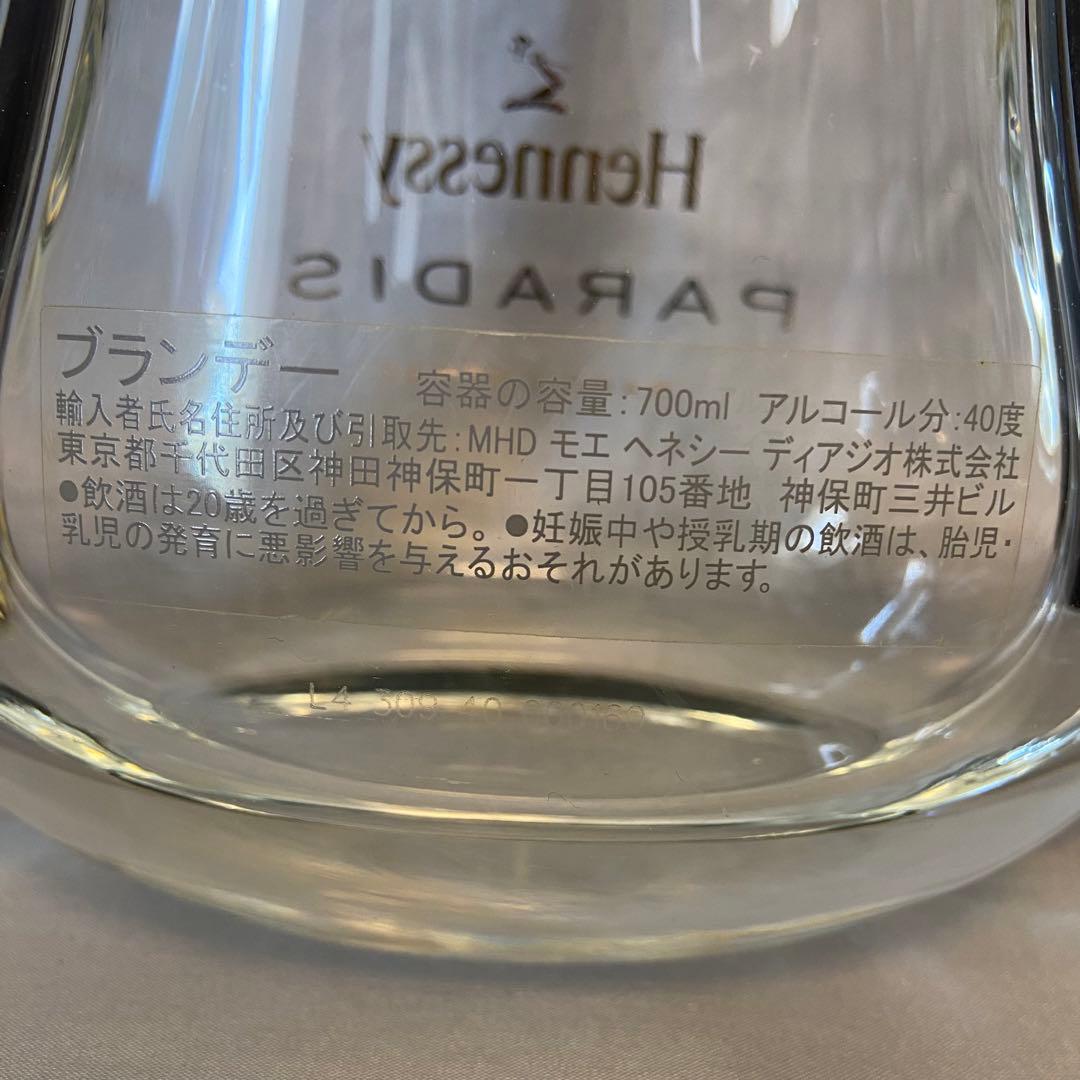 Hennessy
PARADIS
ブランデー 容器の容量:700ml アルコール分:40度
輸入者氏名住所及び引取先:MHD モエ ヘネシー ディアジオ株式会社
東京都千代田区神田神保町一丁目105番地 神保町三井ビル
●飲酒は20歳を過ぎてから。●妊娠中や授乳期の飲酒は、胎児・
乳児の発育に悪影響を与えるおそれがあります。
L4 309 40